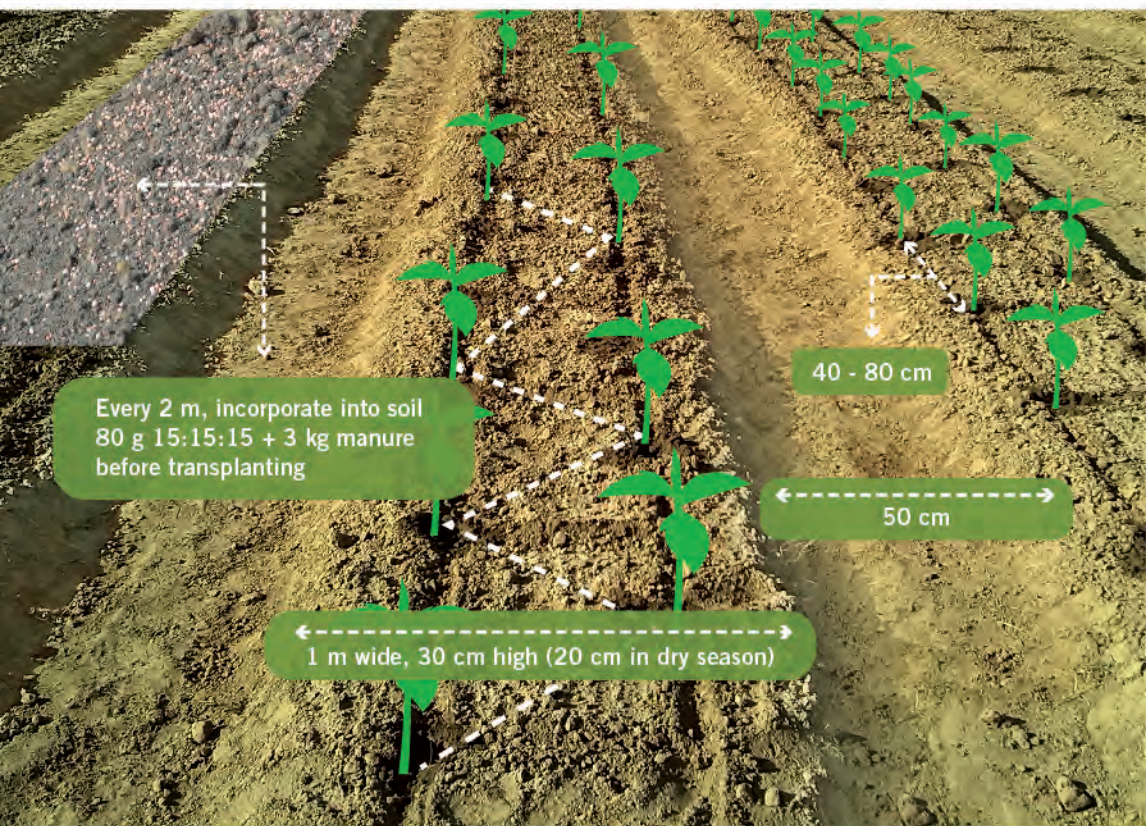 Every 2 m, incorporate into soil
80 g 15:15:15 + 3 kg manure
before transplanting
40 - 80 cm
50 cm
1 m wide, 30 cm high (20 cm in dry season)